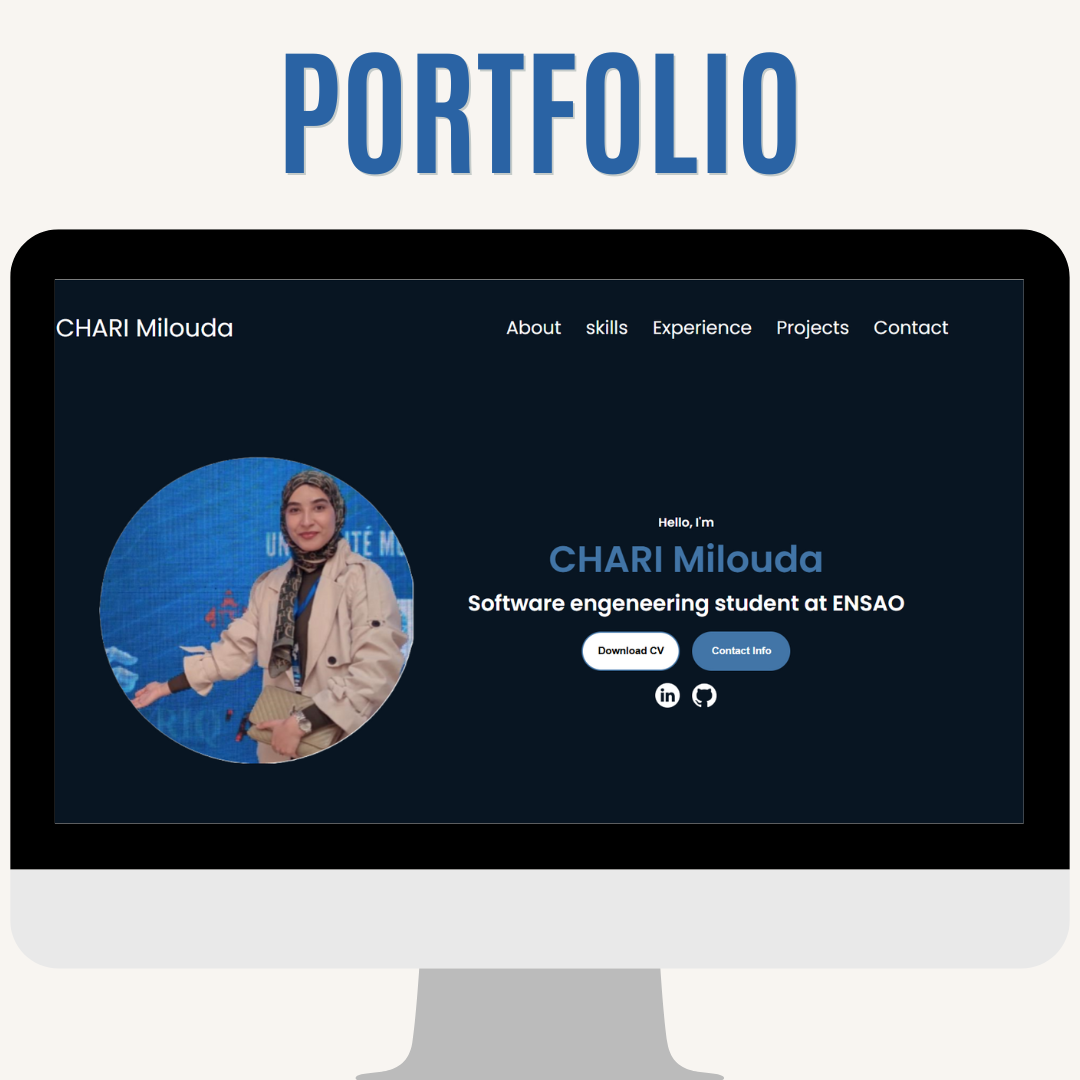 PORTFOLIO
CHARI Milouda
About skills Experience Projects Contact
Hello, I'm
CHARI Milouda
Software engeneering student at ENSAO
Download CV Contact Info
in